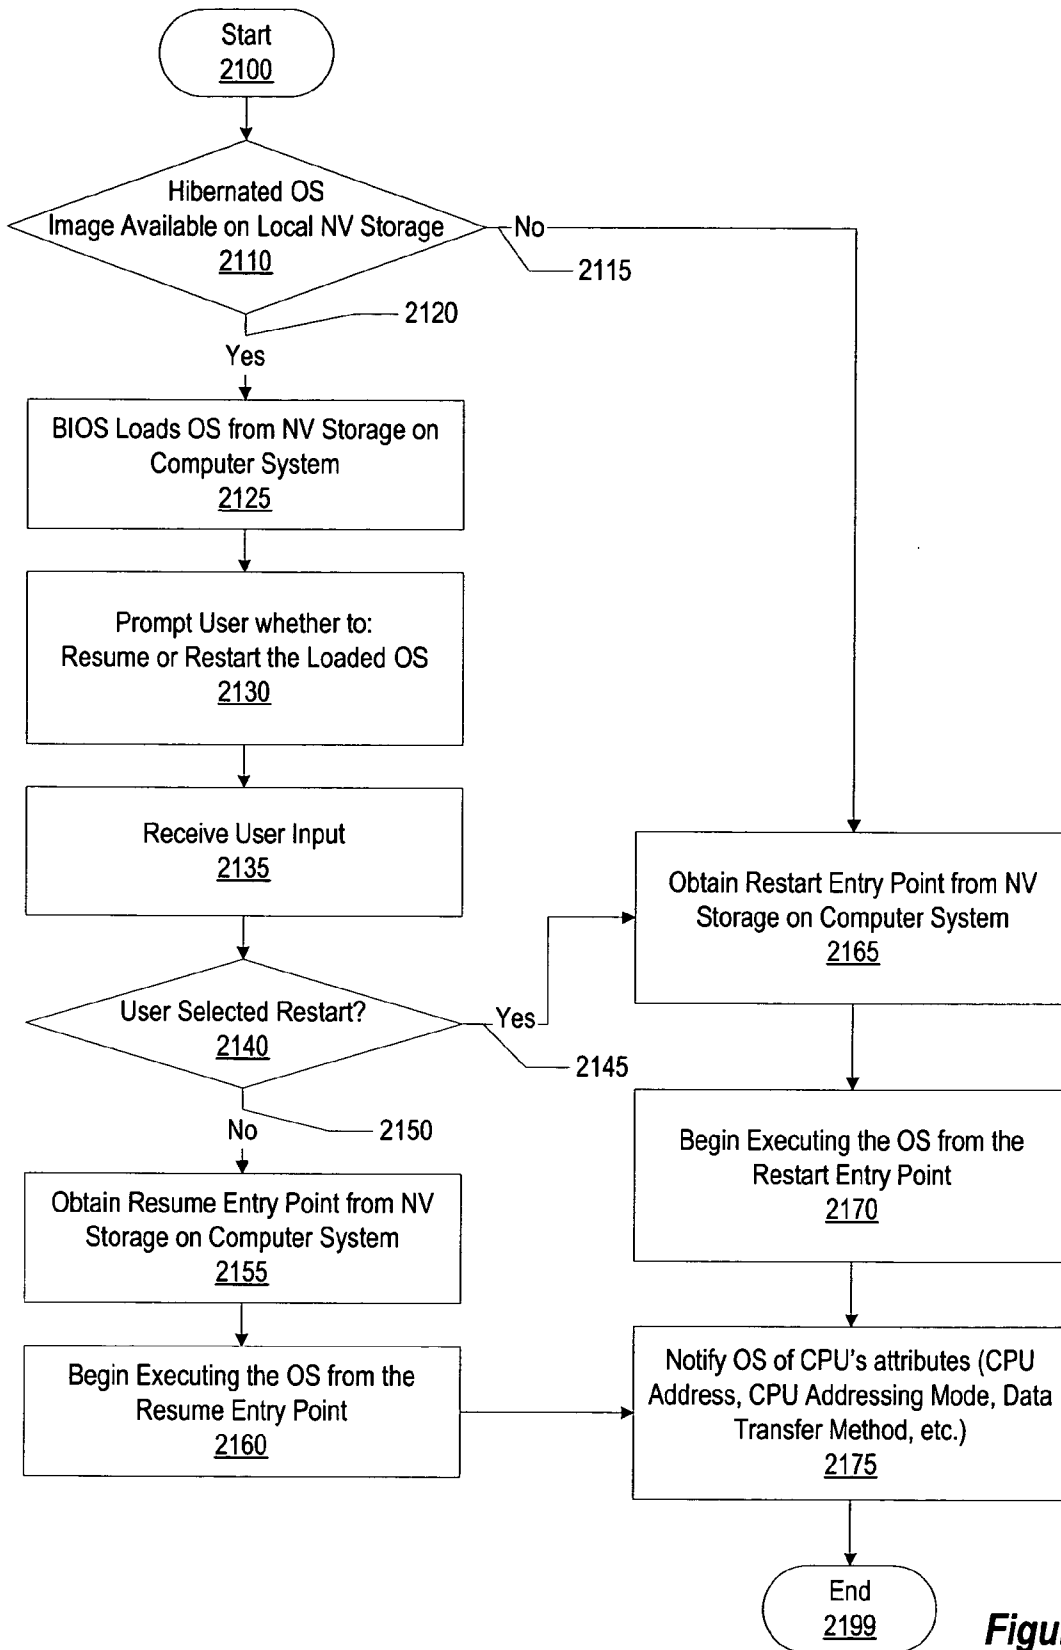 Start
2100
Hibernated OS
Image Available on Local NV Storage
2110
No
2115
2120
Yes
BIOS Loads OS from NV Storage on
Computer System
2125
Prompt User whether to:
Resume or Restart the Loaded OS
2130
Receive User Input
2135
User Selected Restart?
2140
Yes
2145
2150
No
Obtain Resume Entry Point from NV
Storage on Computer System
2155
Begin Executing the OS from the
Resume Entry Point
2160
Obtain Restart Entry Point from NV
Storage on Computer System
2165
Begin Executing the OS from the
Restart Entry Point
2170
Notify OS of CPU's attributes (CPU
Address, CPU Addressing Mode, Data
Transfer Method, etc.)
2175
End
2199